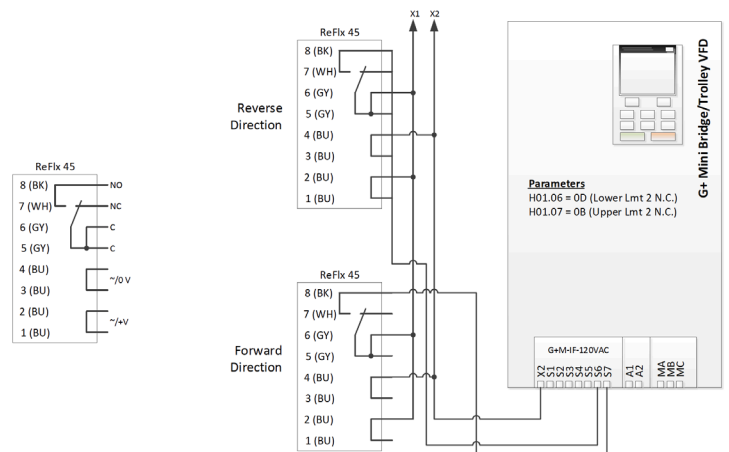 X1 X2
ReFlx 45
8 (BK)
7 (WH)
6 (GY)
5 (GY)
4 (BU)
3 (BU)
2 (BU)
1 (BU)
Reverse
Direction
ReFlx 45
8 (BK)
7 (WH)
6 (GY)
5 (GY)
4 (BU)
3 (BU)
2 (BU)
1 (BU)
NO
NC
C
C
~/0 V
~/+V
ReFlx 45
8 (BK)
7 (WH)
6 (GY)
5 (GY)
4 (BU)
3 (BU)
2 (BU)
1 (BU)
Forward
Direction
G+ Mini Bridge/Trolley VFD
Parameters
H01.06 = 0D (Lower Lmt 2 N.C.)
H01.07 = 0B (Upper Lmt 2 N.C.)
G+M-IF-120VAC
X2 S1 S2 S3 S4 S5 S6 S7 A1 A2 MA MB MC